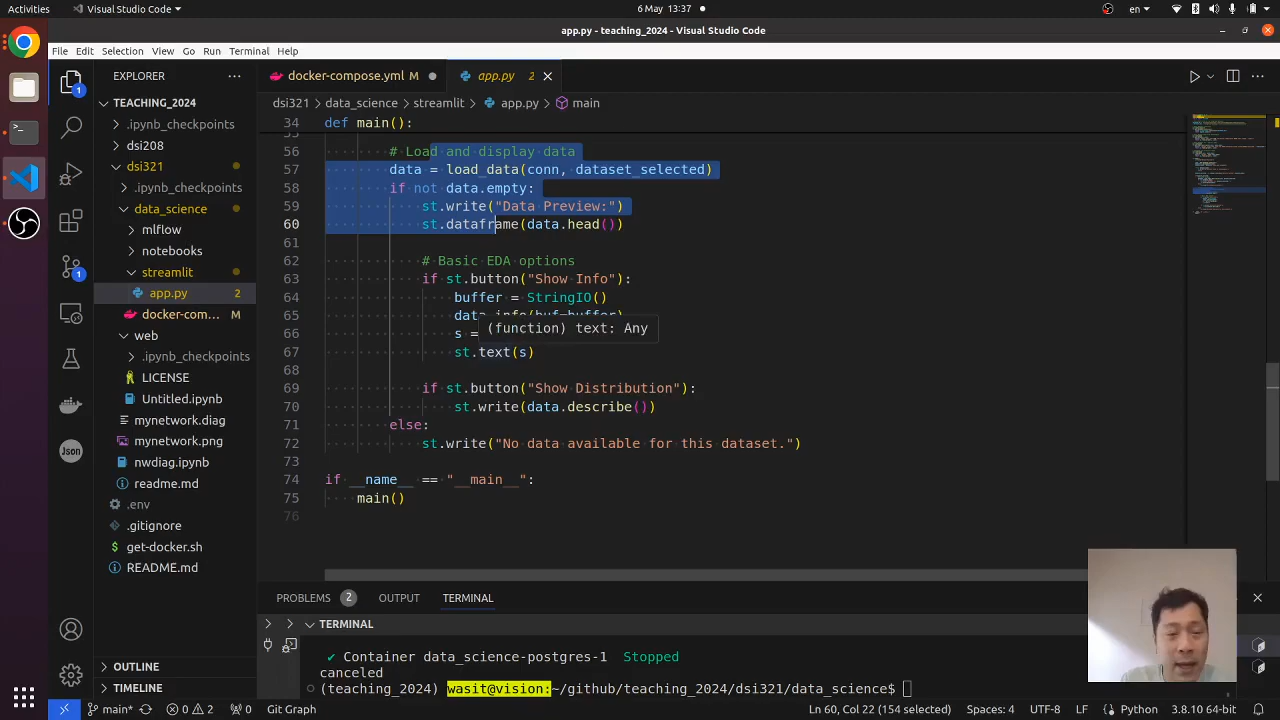 Activities
Visual Studio Code
6 May 13:37
en
app.py - teaching_2024 - Visual Studio Code
File Edit Selection View Go Run Terminal Help
EXPLORER
docker-compose.yml M
app.py 2
TEACHING_2024
.ipynb_checkpoints
dsi208
dsi321
.ipynb_checkpoints
data_science
mlflow
notebooks
streamlit
app.py 2
docker-com... M
web
.ipynb_checkpoints
LICENSE
Untitled.ipynb
mynetwork.diag
mynetwork.png
nwdiag.ipynb
readme.md
.env
.gitignore
get-docker.sh
README.md
OUTLINE
TIMELINE
1
1
Json
dsi321 > data_science > streamlit > app.py > main
34 def main():
55
56 # Load and display data
57 data = load_data(conn, dataset_selected)
58 if not data.empty:
59 st.write("Data Preview:")
60 st.dataframe(data.head())
61
62 # Basic EDA options
63 if st.button("Show Info"):
64 buffer = StringIO()
65 data.info(buf=buffer)
(function) text: Any
66 s =
67 st.text(s)
68
69 if st.button("Show Distribution"):
70 st.write(data.describe())
71 else:
72 st.write("No data available for this dataset.")
73
74 if __name__ == "__main__":
75 main()
76
PROBLEMS 2 OUTPUT TERMINAL
TERMINAL
✔ Container data_science-postgres-1 Stopped
canceled
(teaching_2024) wasit@vision:~/github/teaching_2024/dsi321/data_science$
main* 0 2 0 Git Graph
Ln 60, Col 22 (154 selected) Spaces: 4 UTF-8 LF Python 3.8.10 64-bit